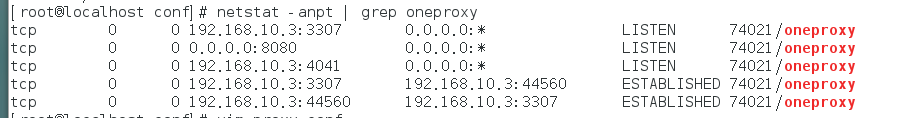 [root@localhost conf]# netstat -anpt | grep oneproxy
tcp 0 0 192.168.10.3:3307 0.0.0.0:* LISTEN 74021/oneproxy
tcp 0 0 0.0.0.0:8080 0.0.0.0:* LISTEN 74021/oneproxy
tcp 0 0 192.168.10.3:4041 0.0.0.0:* LISTEN 74021/oneproxy
tcp 0 0 192.168.10.3:3307 192.168.10.3:44560 ESTABLISHED 74021/oneproxy
tcp 0 0 192.168.10.3:44560 192.168.10.3:3307 ESTABLISHED 74021/oneproxy
[root@localhost conf]# vim proxy.conf